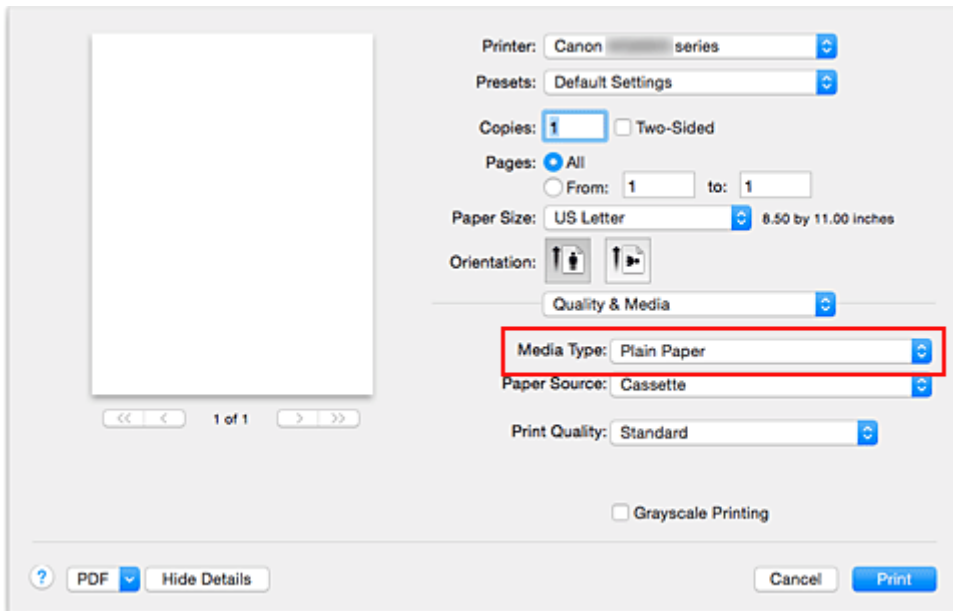 Printer: Canon series
Presets: Default Settings
Copies: 1 Two-Sided
Pages: All
From: 1 to: 1
Paper Size: US Letter 8.50 by 11.00 inches
Orientation:
Quality & Media
Media Type: Plain Paper
Paper Source: Cassette
1 of 1
Print Quality: Standard
Grayscale Printing
? PDF Hide Details Cancel Print